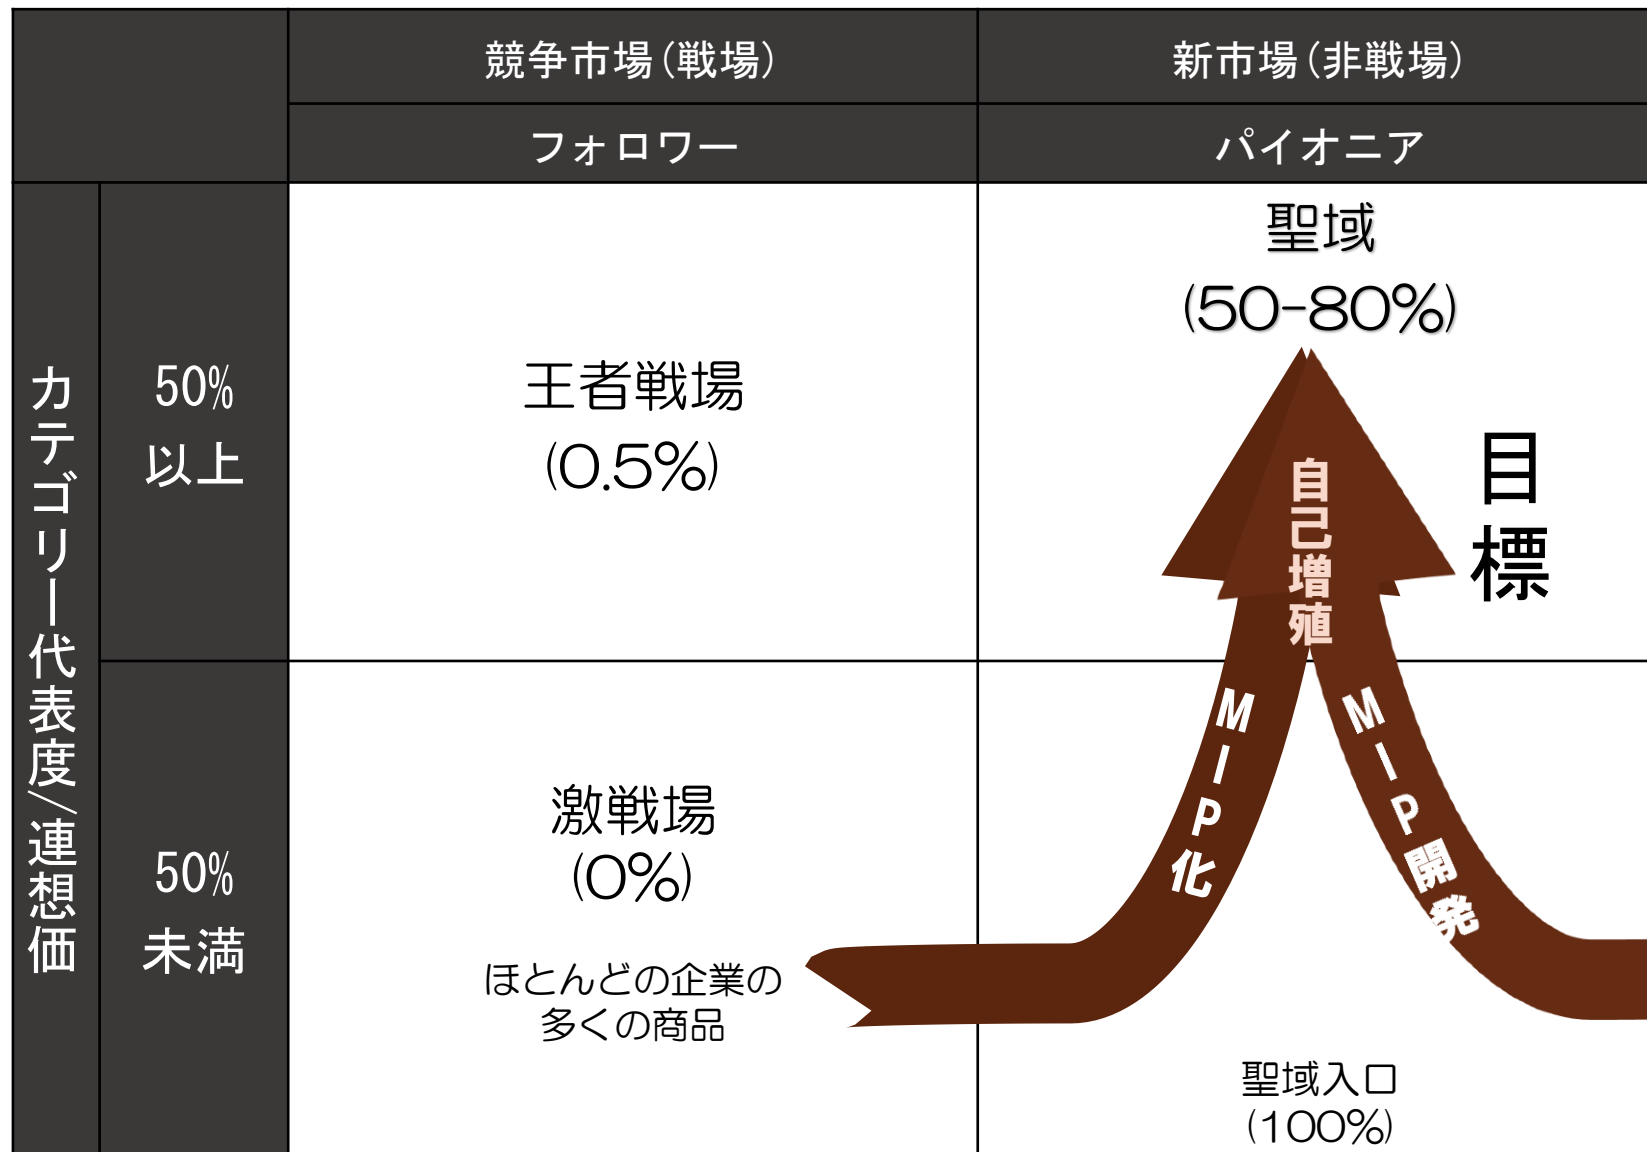 競争市場(戦場)
新市場(非戦場)
フォロワー
パイオニア
カテゴリー代表度/連想価
50%
以上
王者戦場
(0.5%)
聖域
(50-80%)
自己増殖
目標
50%
未満
激戦場
(0%)
ほとんどの企業の
多くの商品
MIP化
MIP開発
聖域入口
(100%)